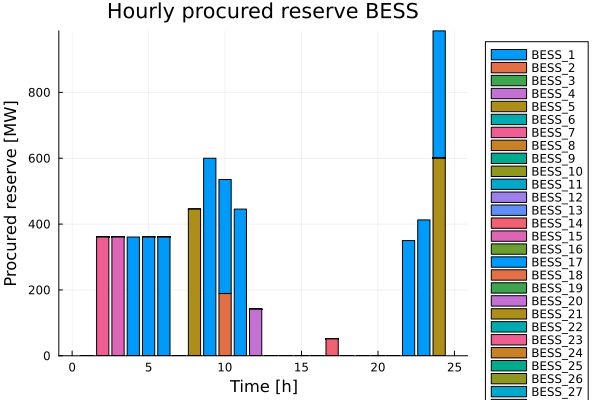 Hourly procured reserve BESS
Procured reserve [MW]
800
600
400
200
0
0 5 10 15 20 25
Time [h]
BESS_1
BESS_2
BESS_3
BESS_4
BESS_5
BESS_6
BESS_7
BESS_8
BESS_9
BESS_10
BESS_11
BESS_12
BESS_13
BESS_14
BESS_15
BESS_16
BESS_17
BESS_18
BESS_19
BESS_20
BESS_21
BESS_22
BESS_23
BESS_24
BESS_25
BESS_26
BESS_27